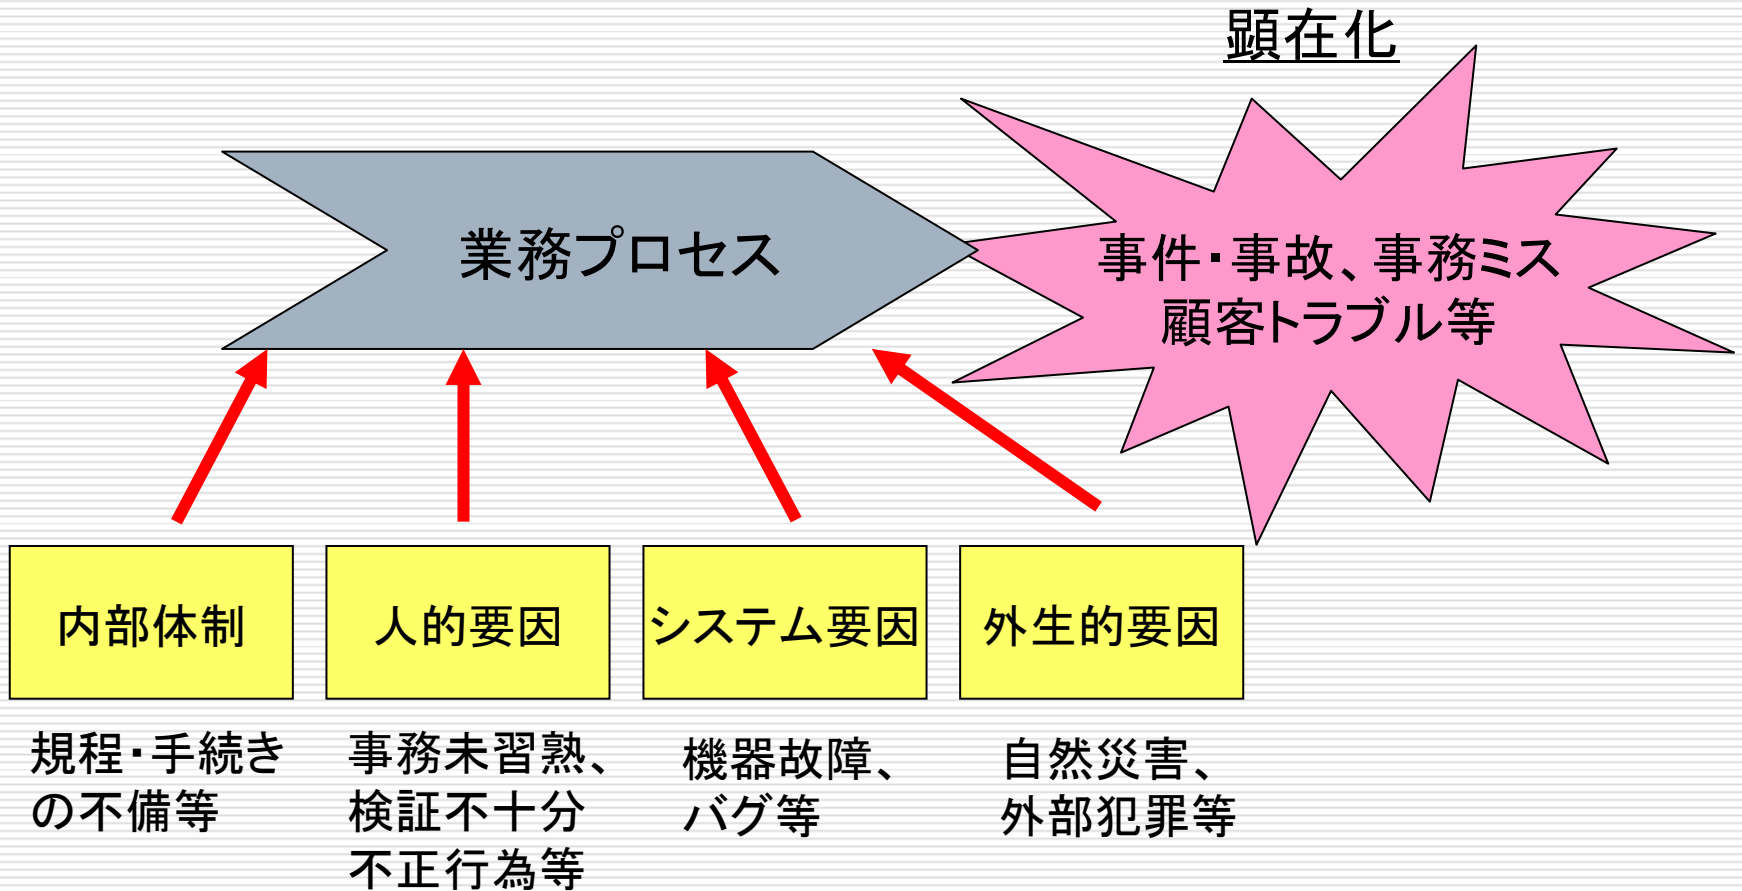 顕在化
業務プロセス
事件・事故、事務ミス
顧客トラブル等
内部体制
人的要因
システム要因
外生的要因
規程・手続き
の不備等
事務未習熟、
検証不十分
不正行為等
機器故障、
バグ等
自然災害、
外部犯罪等